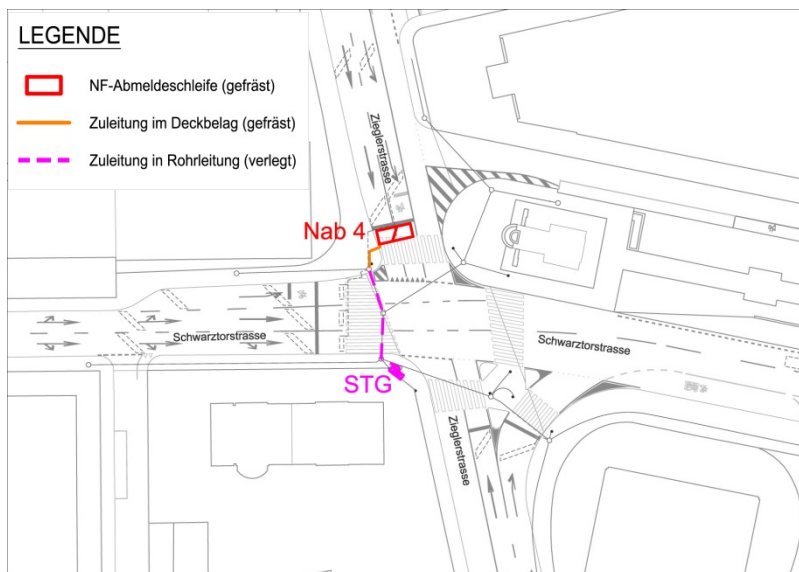 LEGENDE
NF-Abmeldeschleife (gefräst)
Zuleitung im Deckbelag (gefräst)
Zuleitung in Rohrleitung (verlegt)
Zieglerstrasse
Nab 4
Schwarztorstrasse
Schwarztorstrasse
STG
Zieglerstrasse